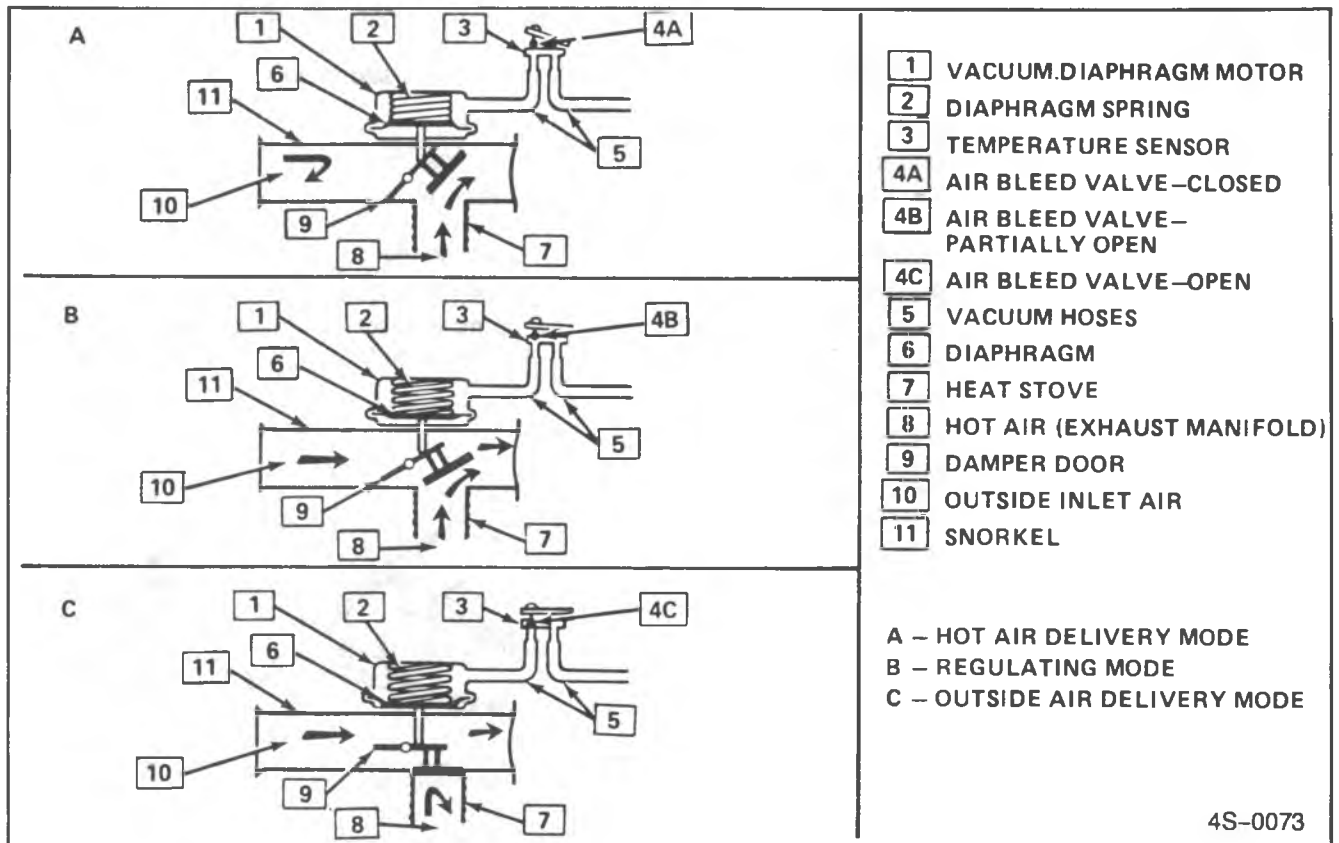 A
1
2
3
4A
6
11
5
10
9
8
7
B
1
2
3
4B
6
11
5
10
9
8
7
C
1
2
3
4C
6
11
5
10
9
8
7
1 VACUUM.DIAPHRAGM MOTOR
2 DIAPHRAGM SPRING
3 TEMPERATURE SENSOR
4A AIR BLEED VALVE–CLOSED
4B AIR BLEED VALVE–
PARTIALLY OPEN
4C AIR BLEED VALVE–OPEN
5 VACUUM HOSES
6 DIAPHRAGM
7 HEAT STOVE
8 HOT AIR (EXHAUST MANIFOLD)
9 DAMPER DOOR
10 OUTSIDE INLET AIR
11 SNORKEL
A – HOT AIR DELIVERY MODE
B – REGULATING MODE
C – OUTSIDE AIR DELIVERY MODE
4S-0073